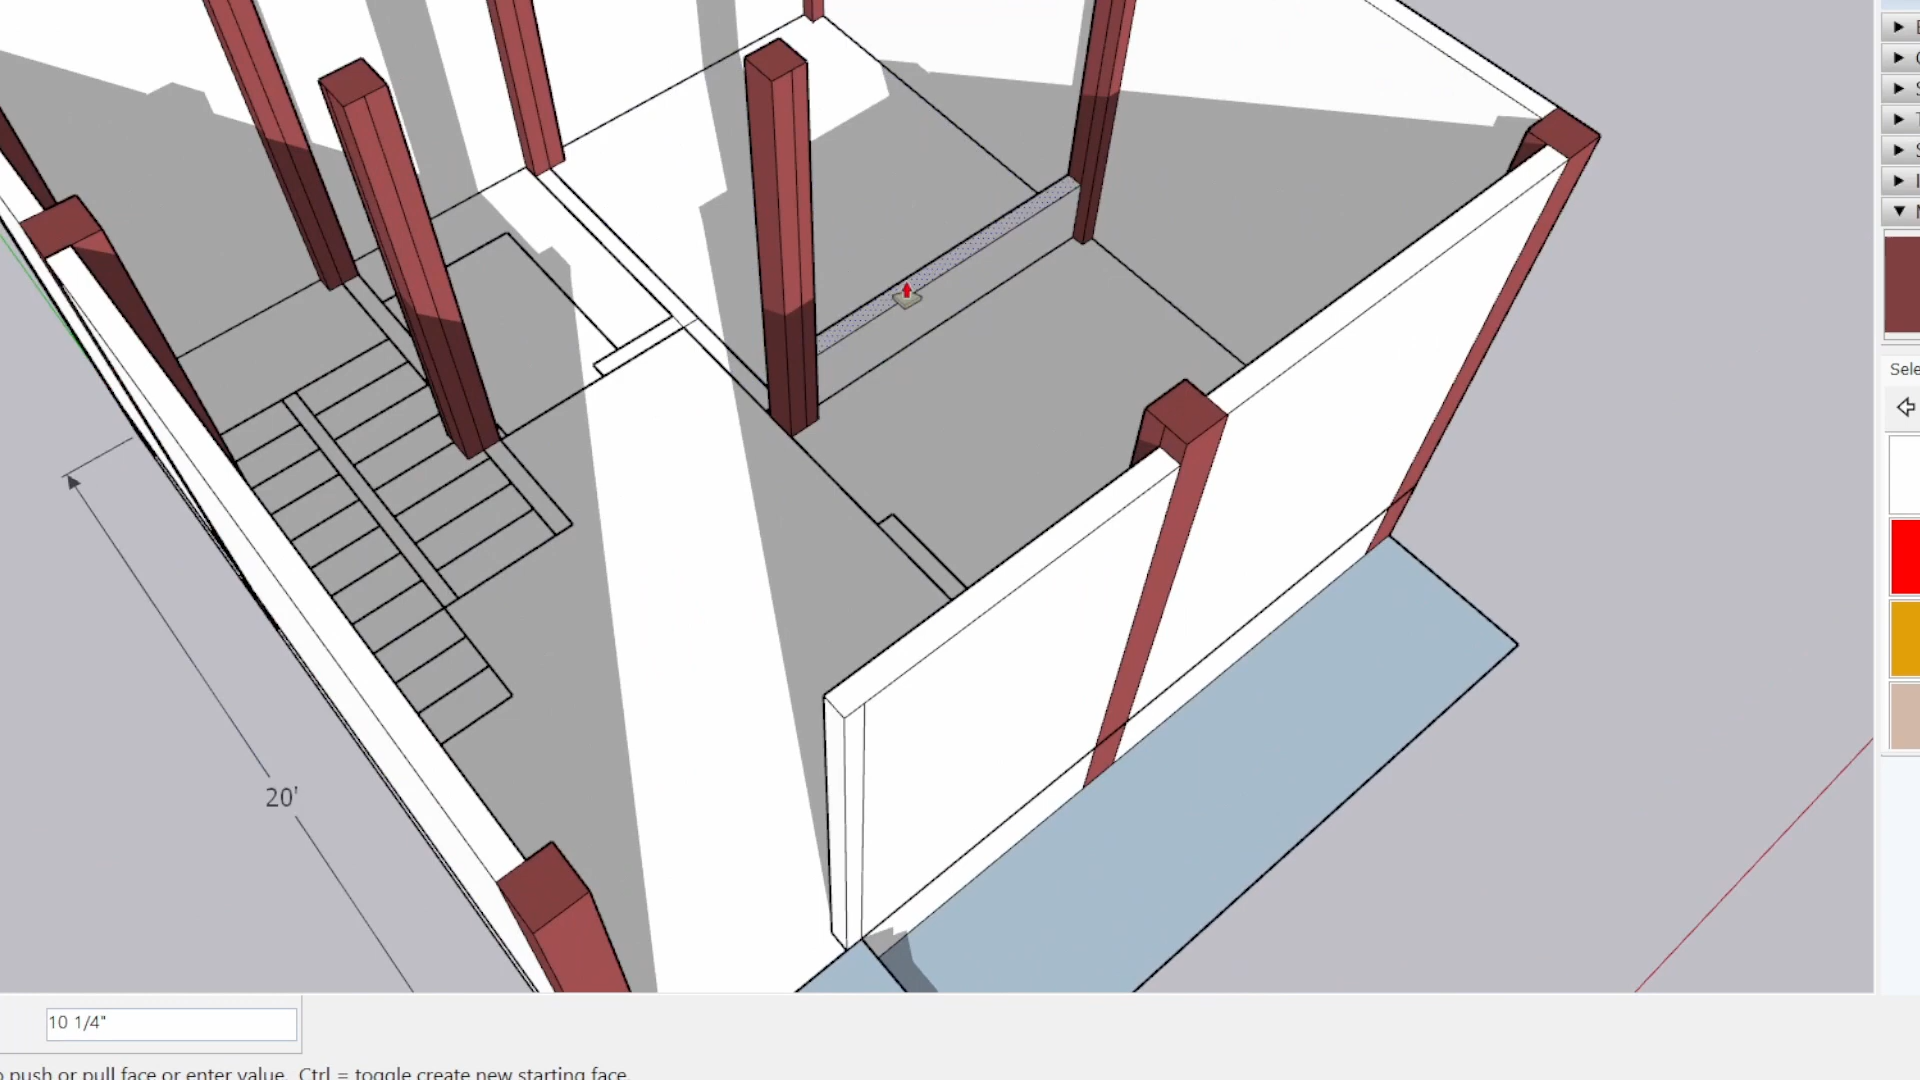 Sele
20'
10 1/4"
push or pull face or enter value. Ctrl = toggle create new starting face.